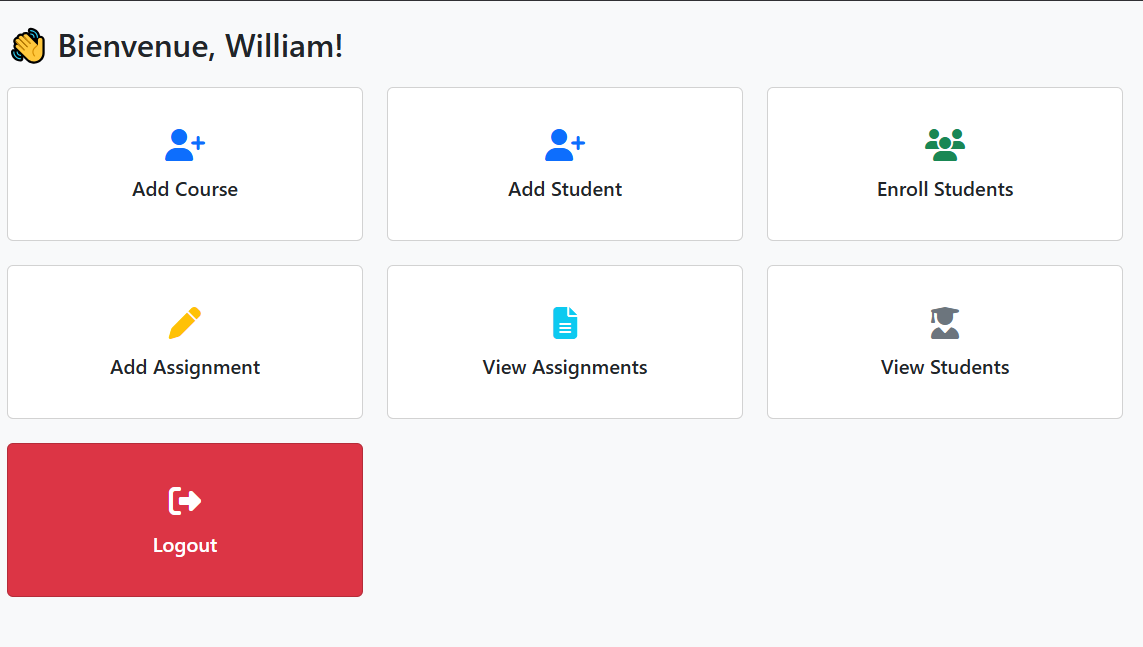 👋 Bienvenue, William!
Add Course
Add Student
Enroll Students
Add Assignment
View Assignments
View Students
Logout